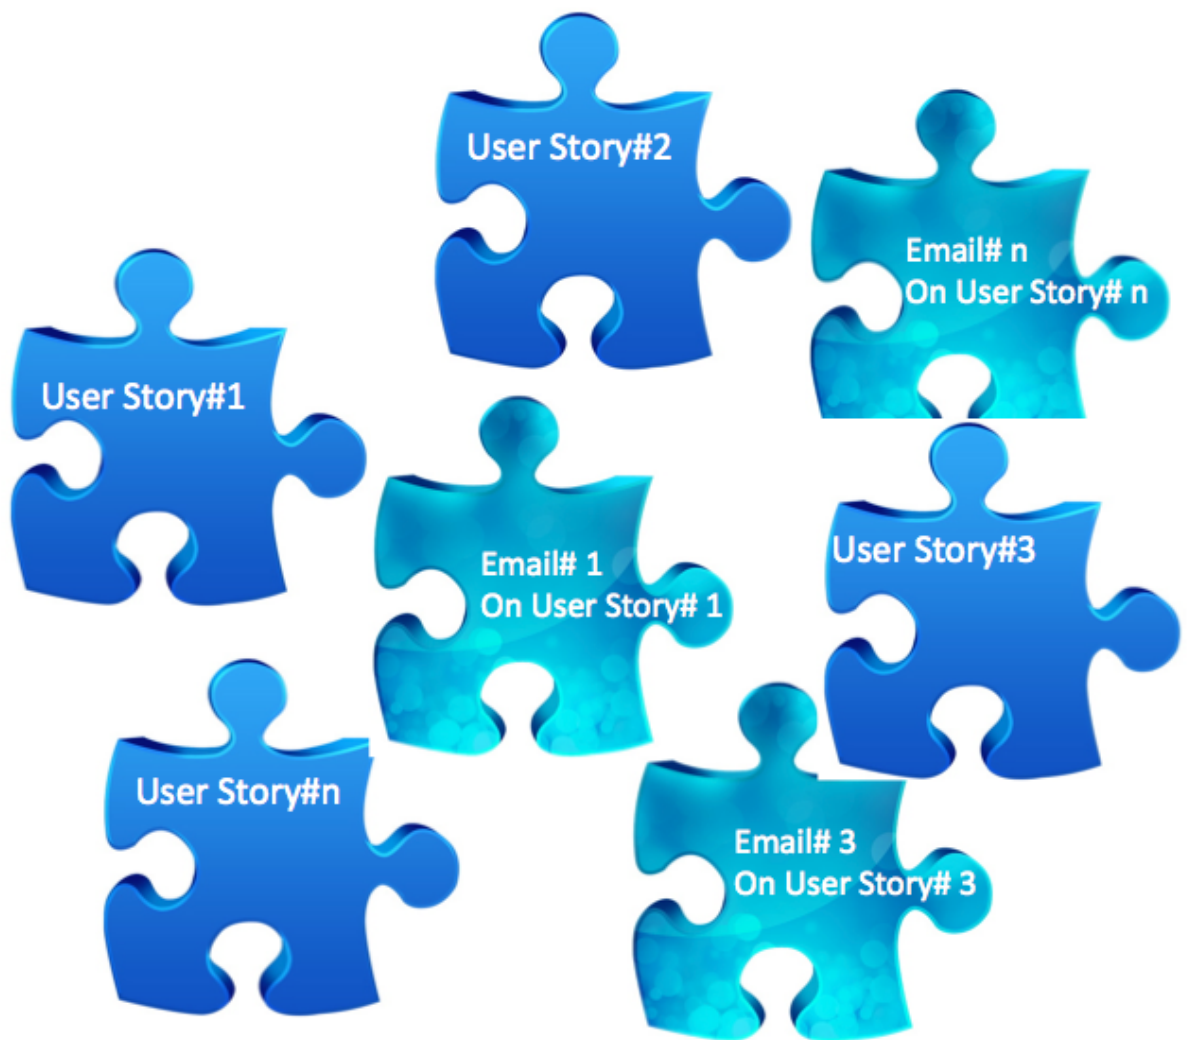 User Story#2
Email# n
On User Story# n
User Story#1
Email# 1
On User Story# 1
User Story#3
User Story#n
Email# 3
On User Story# 3